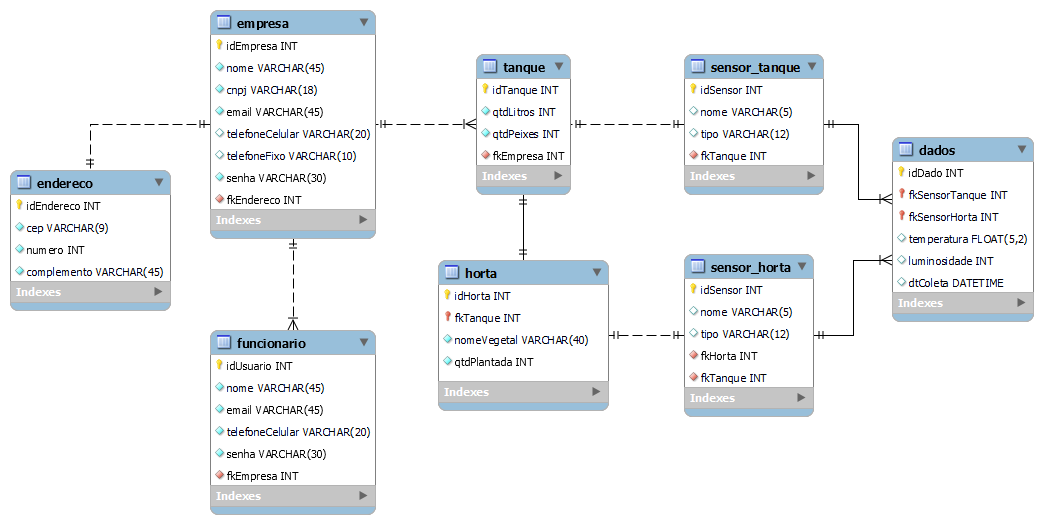 empresa
idEmpresa INT
nome VARCHAR(45)
cnpj VARCHAR(18)
email VARCHAR(45)
telefoneCelular VARCHAR(20)
telefoneFixo VARCHAR(10)
senha VARCHAR(30)
fkEndereco INT
Indexes
endereco
idEndereco INT
cep VARCHAR(9)
numero INT
complemento VARCHAR(45)
Indexes
funcionario
idUsuario INT
nome VARCHAR(45)
email VARCHAR(45)
telefoneCelular VARCHAR(20)
senha VARCHAR(30)
fkEmpresa INT
Indexes
tanque
idTanque INT
qtdLitros INT
qtdPeixes INT
fkEmpresa INT
Indexes
horta
idHorta INT
fkTanque INT
nomeVegetal VARCHAR(40)
qtdPlantada INT
Indexes
sensor_tanque
idSensor INT
nome VARCHAR(5)
tipo VARCHAR(12)
fkTanque INT
Indexes
sensor_horta
idSensor INT
nome VARCHAR(5)
tipo VARCHAR(12)
fkHorta INT
fkTanque INT
Indexes
dados
idDado INT
fkSensorTanque INT
fkSensorHorta INT
temperatura FLOAT(5,2)
luminosidade INT
dtColeta DATETIME
Indexes